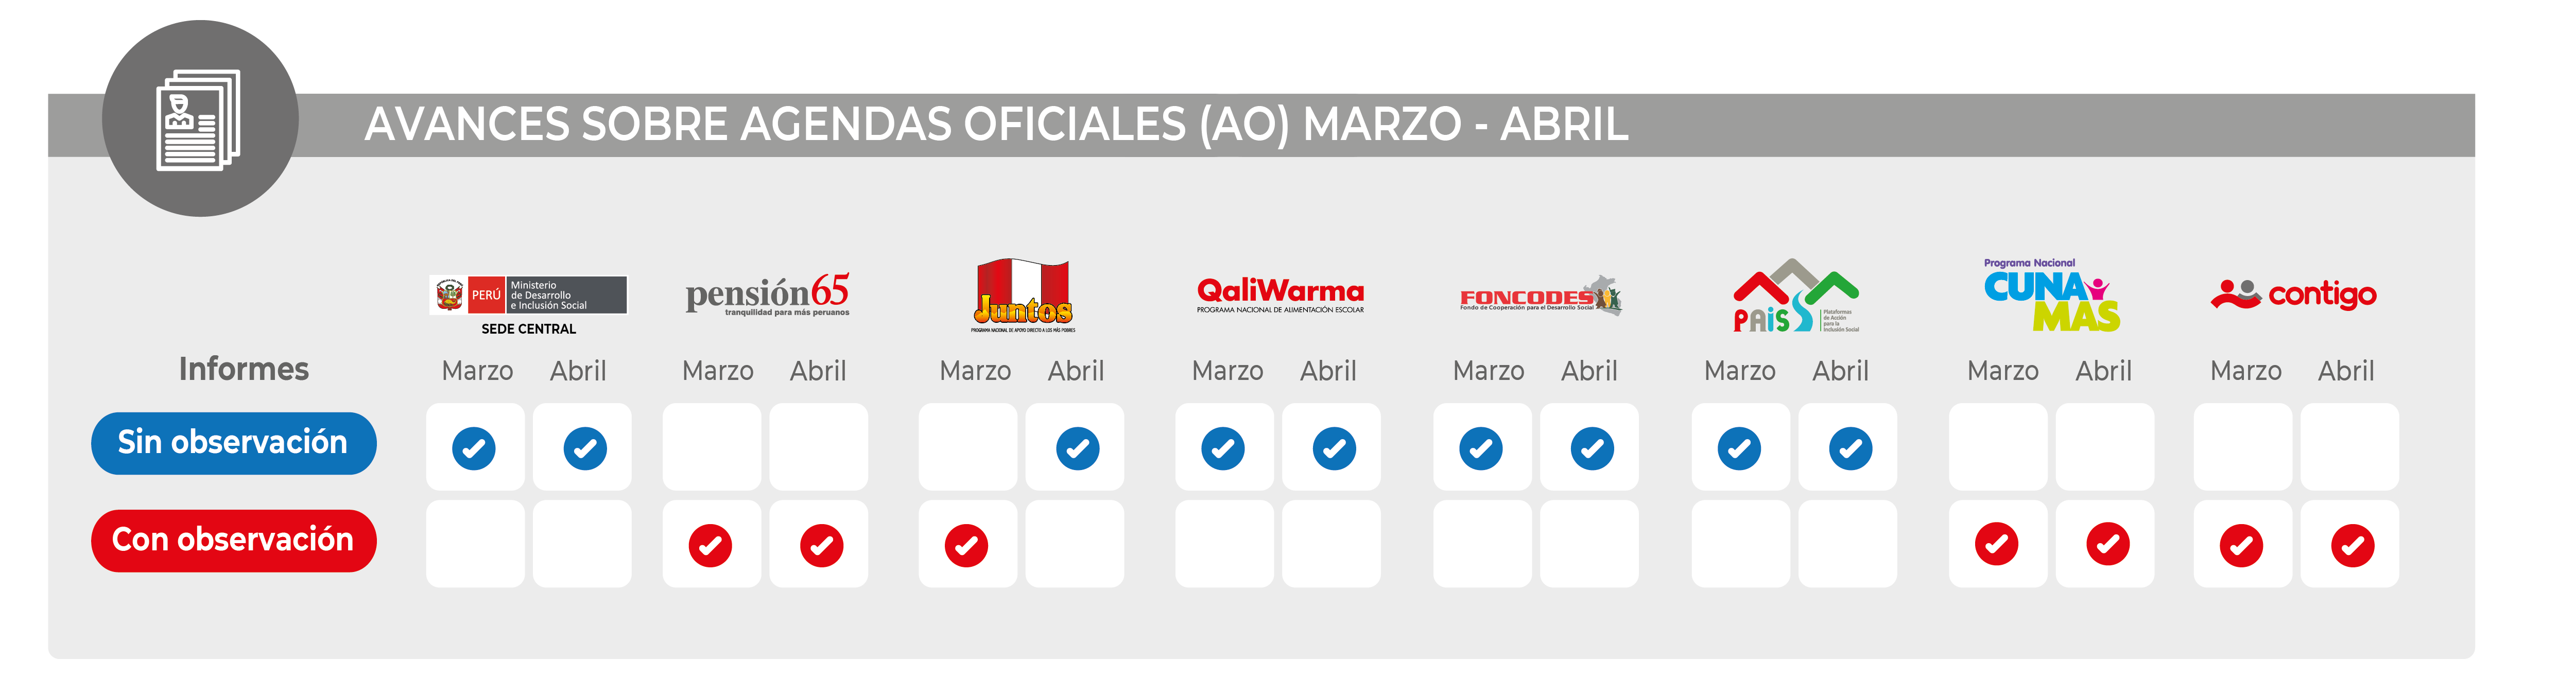 AVANCES SOBRE AGENDAS OFICIALES (AO) MARZO - ABRIL
PERÚ
Ministerio
de Desarrollo
e Inclusión Social
SEDE CENTRAL
pensión65
tranquilidad para más peruanos
Juntos
PROGRAMA NACIONAL DE APOYO DIRECTO A LOS MÁS POBRES
QaliWarma
PROGRAMA NACIONAL DE ALIMENTACIÓN ESCOLAR
FONCODES
Fondo de Cooperación para el Desarrollo Social
PAiS
Plataformas
de Acción
para la
Inclusión Social
Programa Nacional
CUNA
MAS
contigo
Informes
Marzo Abril Marzo Abril Marzo Abril Marzo Abril Marzo Abril Marzo Abril Marzo Abril Marzo Abril
Sin observación
Con observación